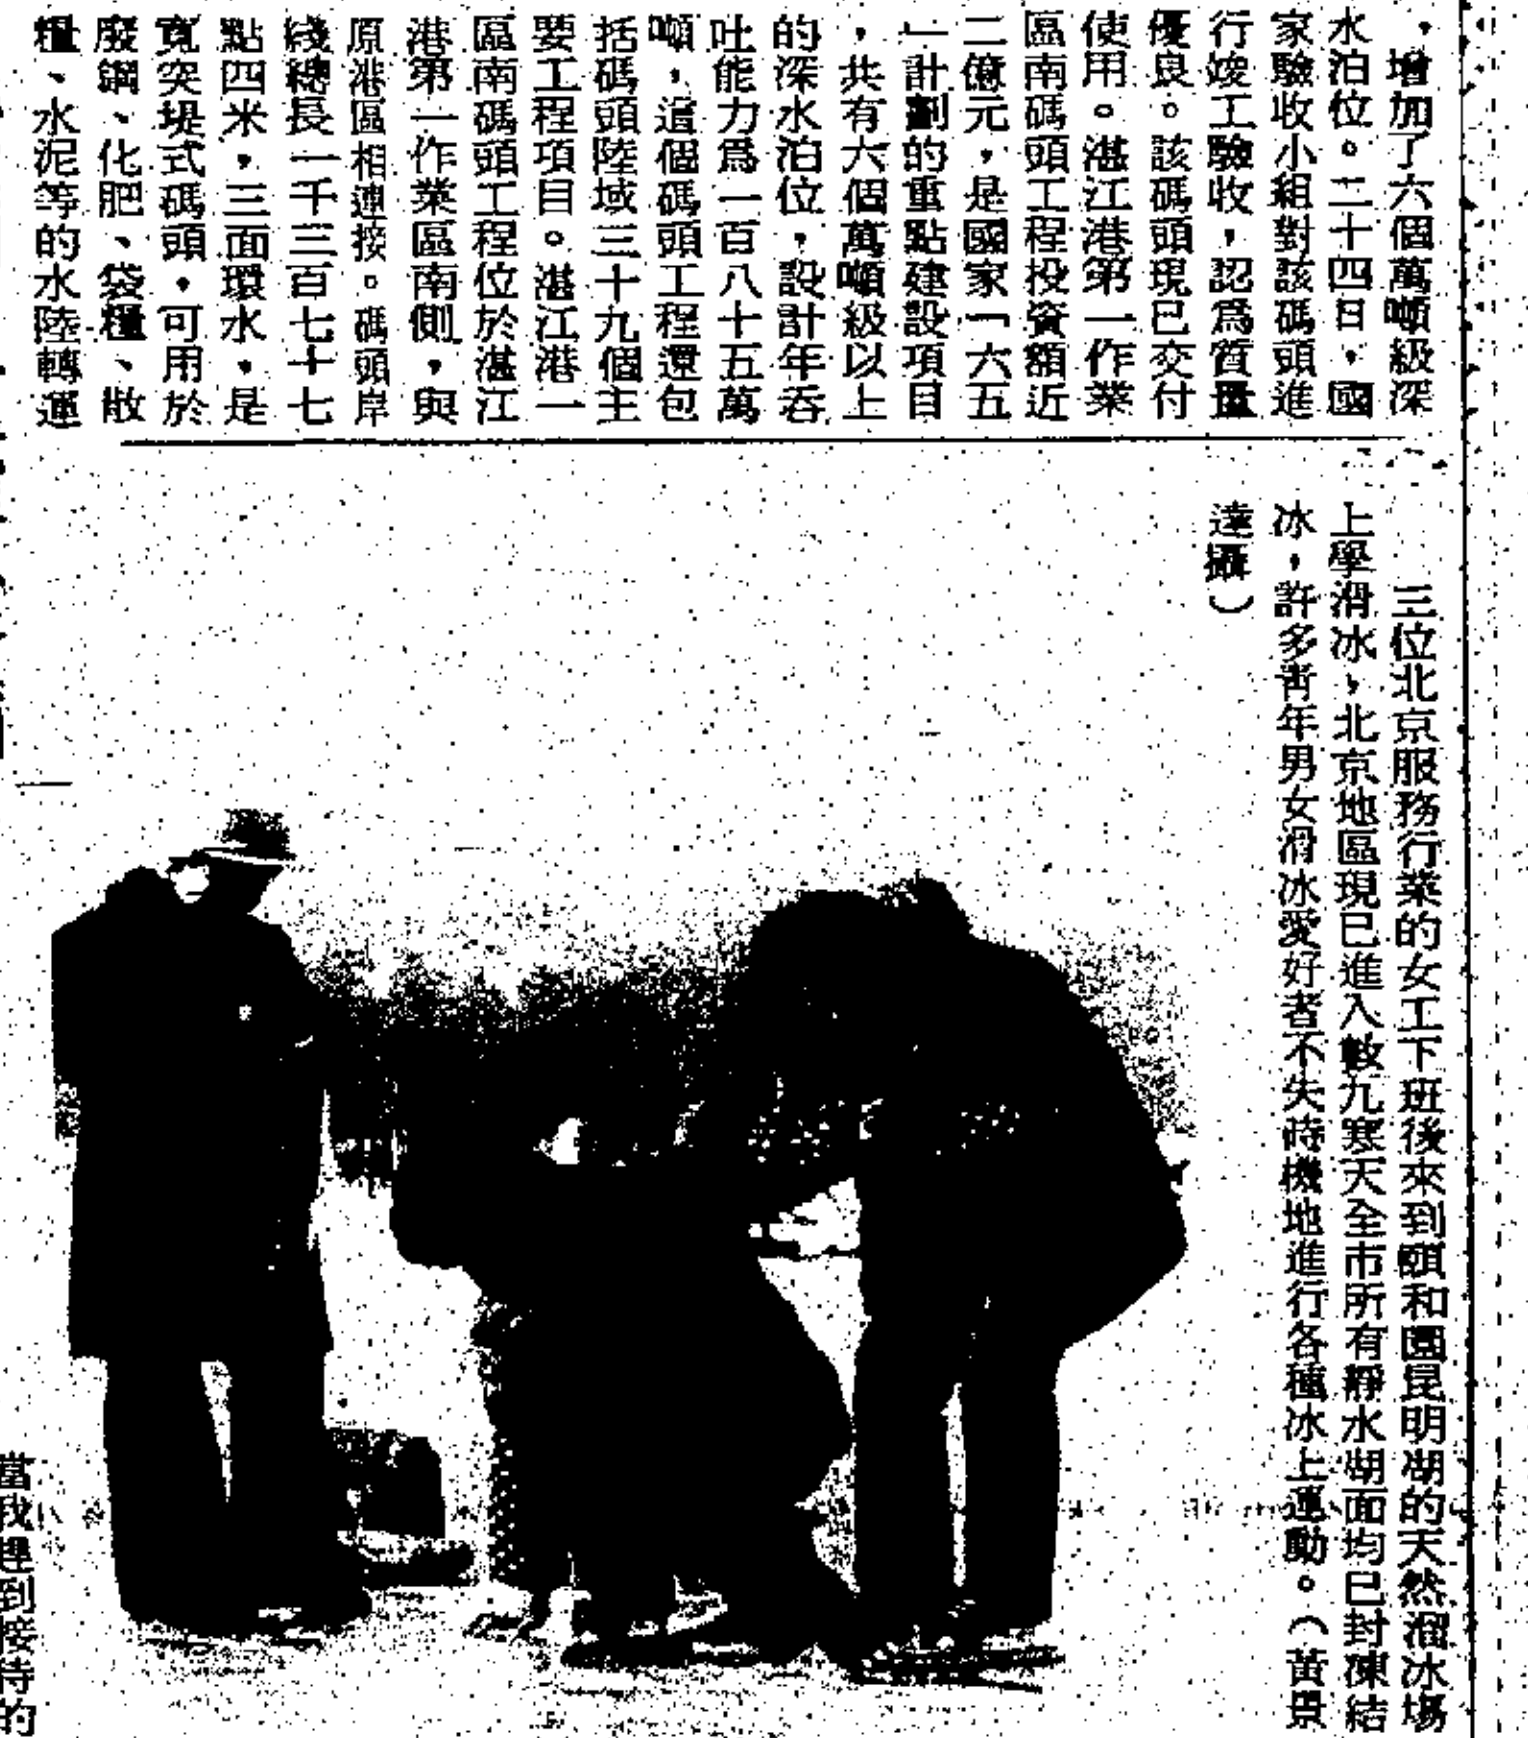 ，增加了六個萬噸級深
水泊位。二十四日，國
家驗收小組對該碼頭進
行竣工驗收，認爲質量
優良。該碼頭現已交付
使用。湛江港第一作業
區南碼頭工程投資額近
二億元，是國家「六五
」計劃的重點建設項目
，共有六個萬噸級以上
的深水泊位，設計年吞
吐能力爲一百八十五萬
噸，這個碼頭工程還包
括碼頭陸域三十九個主
要工程項目。湛江港一
區南碼頭工程位於湛江
港第一作業區南側，與
原港區相連接。碼頭岸
綫總長一千三百七十七
點四米，三面環水，是
寬突堤式碼頭，可用於
廢鋼、化肥、袋糧、散
糧、水泥等的水陸轉運
三位北京服務行業的女工下班後來到頤和園昆明湖的天然溜冰場
上學滑冰，北京地區現已進入數九寒天全市所有靜水湖面均已封凍結
冰，許多青年男女滑冰愛好者不失時機地進行各種冰上運動。（黃景
達攝）
當我趕到接待的